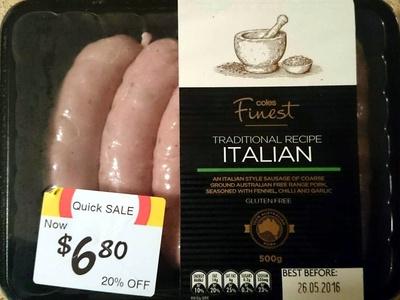 coles
Finest
TRADITIONAL RECIPE
ITALIAN
AN ITALIAN STYLE SAUSAGE OF COARSE
GROUND AUSTRALIAN FREE RANGE PORK,
SEASONED WITH FENNEL, CHILLI AND GARLIC
GLUTEN FREE
500g
BEST BEFORE:
26.05 2016
Quick SALE
Now
$6.80
20% OFF